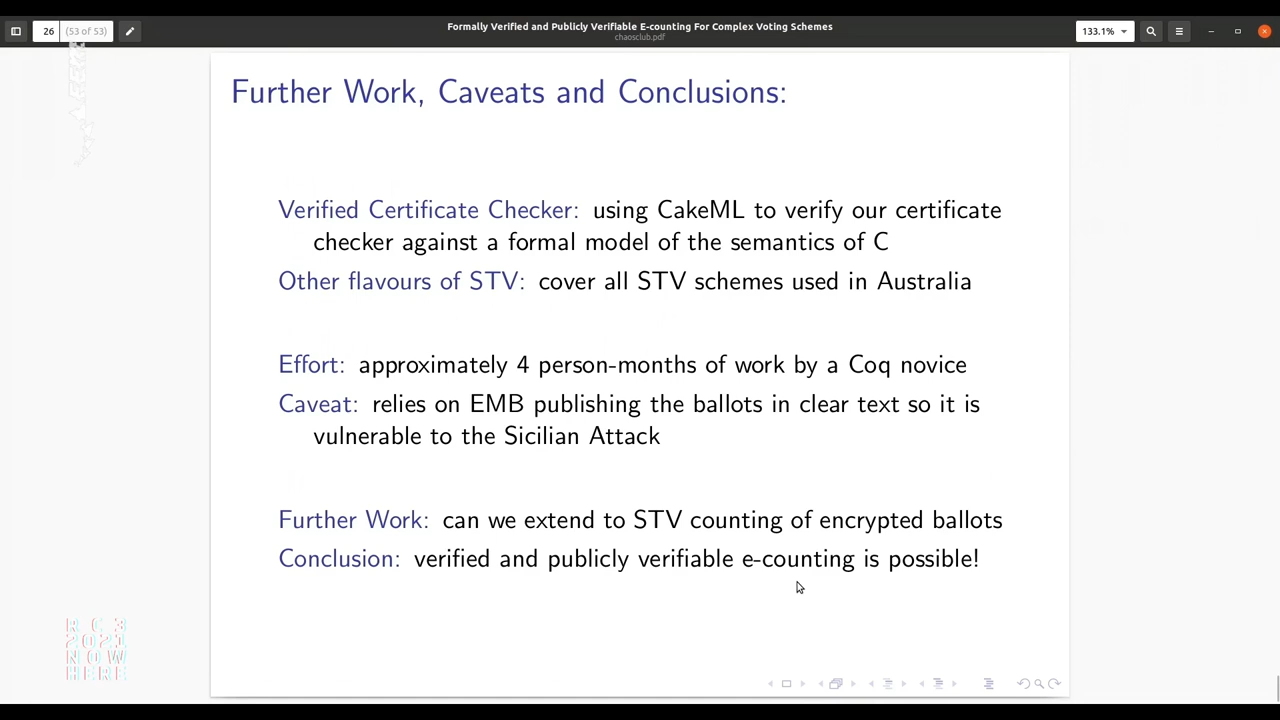 Formally Verified and Publicly Verifiable E-counting For Complex Voting Schemes
chaosclub.pdf
26 (53 of 53)
133.1%
Further Work, Caveats and Conclusions:
Verified Certificate Checker: using CakeML to verify our certificate
checker against a formal model of the semantics of C
Other flavours of STV: cover all STV schemes used in Australia
Effort: approximately 4 person-months of work by a Coq novice
Caveat: relies on EMB publishing the ballots in clear text so it is
vulnerable to the Sicilian Attack
Further Work: can we extend to STV counting of encrypted ballots
Conclusion: verified and publicly verifiable e-counting is possible!
RC3
2021
NOW
HERE